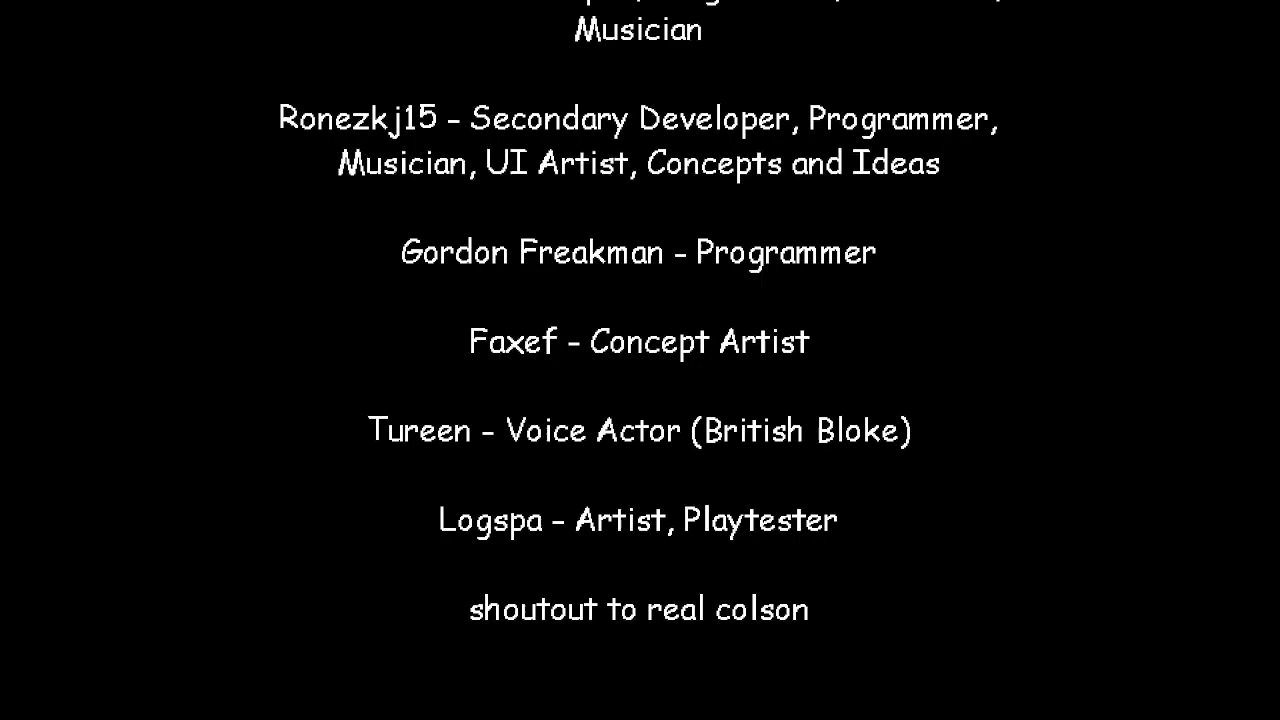 Musician
Ronezkj15 - Secondary Developer, Programmer,
Musician, UI Artist, Concepts and Ideas
Gordon Freakman - Programmer
Faxef - Concept Artist
Tureen - Voice Actor (British Bloke)
Logspa - Artist, Playtester
shoutout to real colson